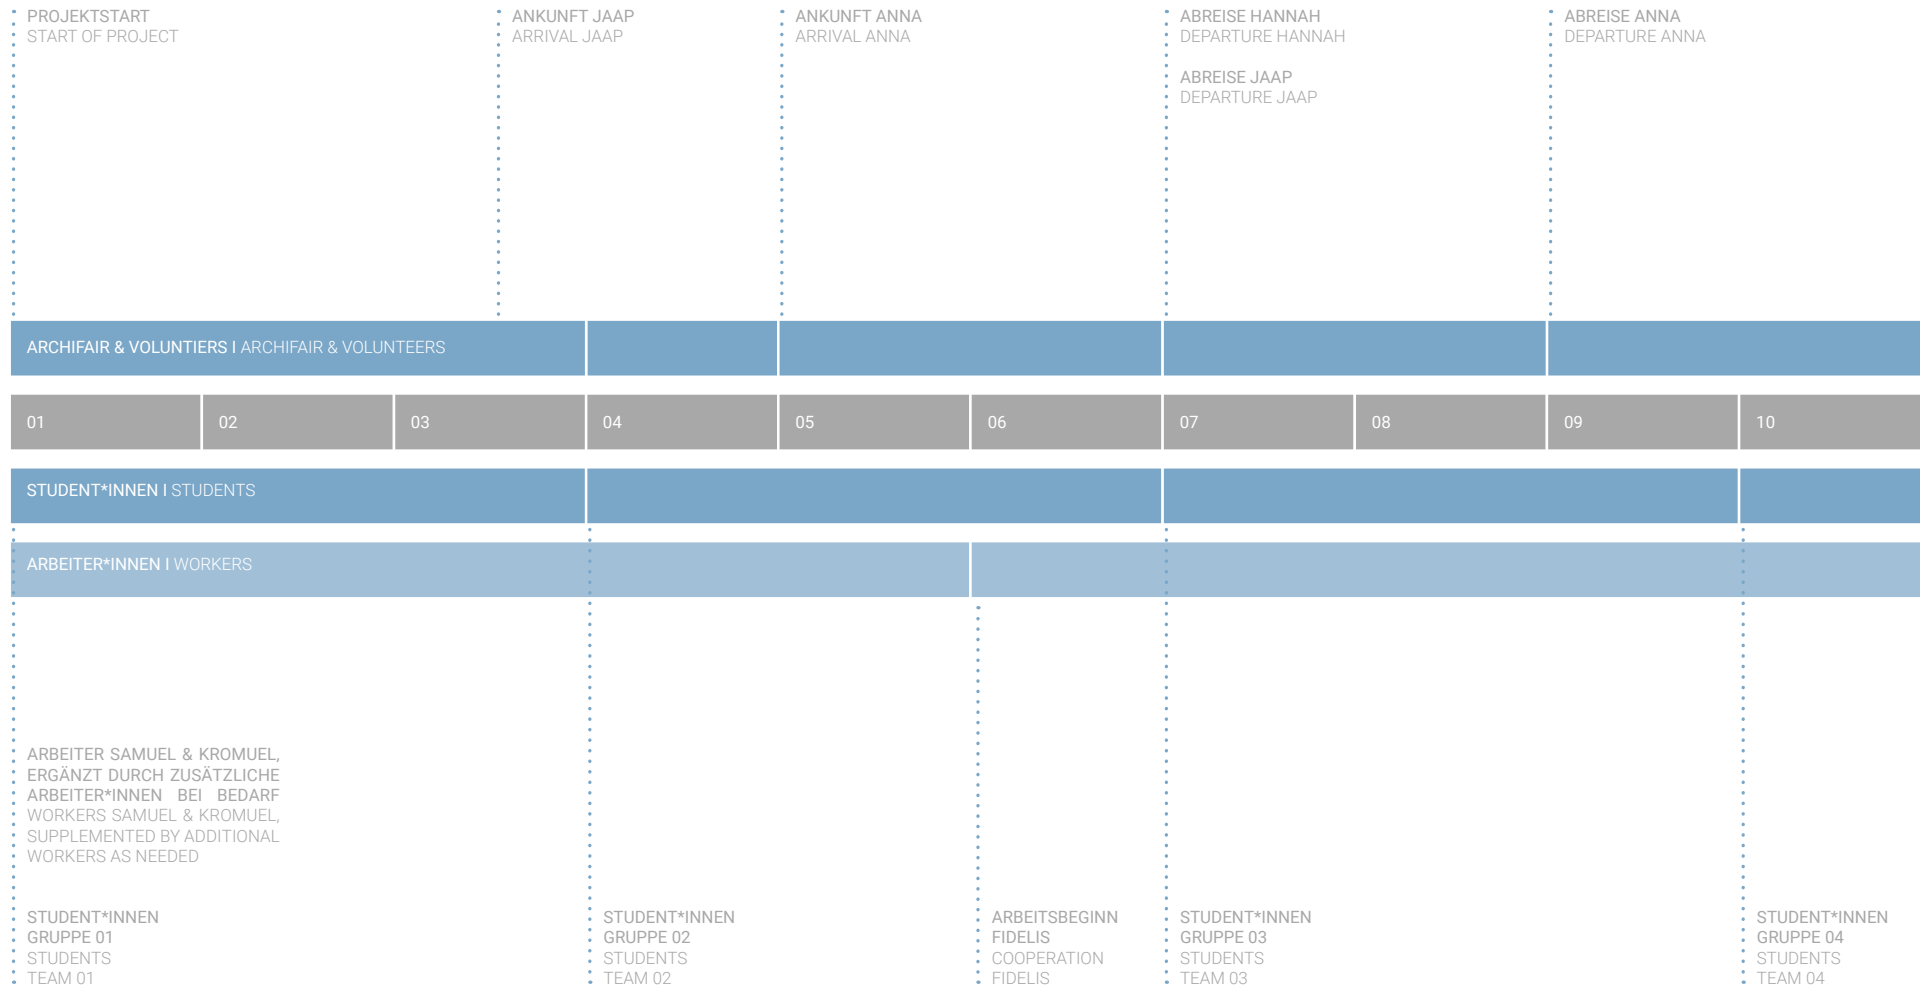 PROJEKTSTART
START OF PROJECT
ANKUNFT JAAP
ARRIVAL JAAP
ANKUNFT ANNA
ARRIVAL ANNA
ABREISE HANNAH
DEPARTURE HANNAH
ABREISE JAAP
DEPARTURE JAAP
ABREISE ANNA
DEPARTURE ANNA
ARCHIFAIR & VOLUNTIERS I ARCHIFAIR & VOLUNTEERS
01 02 03 04 05 06 07 08 09 10
STUDENT*INNEN I STUDENTS
ARBEITER*INNEN I WORKERS
ARBEITER SAMUEL & KROMUEL,
ERGÄNZT DURCH ZUSÄTZLICHE
ARBEITER*INNEN BEI BEDARF
WORKERS SAMUEL & KROMUEL,
SUPPLEMENTED BY ADDITIONAL
WORKERS AS NEEDED
STUDENT*INNEN
GRUPPE 01
STUDENTS
TEAM 01
STUDENT*INNEN
GRUPPE 02
STUDENTS
TEAM 02
ARBEITSBEGINN
FIDELIS
COOPERATION
FIDELIS
STUDENT*INNEN
GRUPPE 03
STUDENTS
TEAM 03
STUDENT*INNEN
GRUPPE 04
STUDENTS
TEAM 04